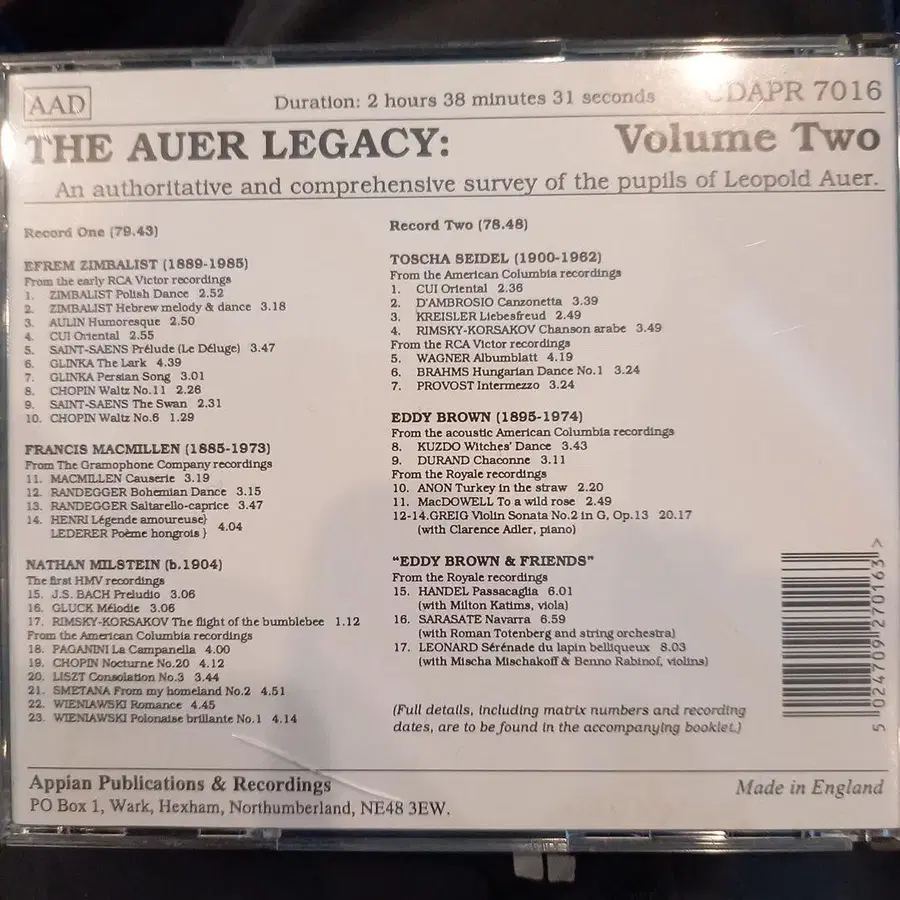 AAD
Duration: 2 hours 38 minutes 31 seconds
CDAPR 7016
THE AUER LEGACY:
Volume Two
An authoritative and comprehensive survey of the pupils of Leopold Auer.
Record One (79.43)
EFREM ZIMBALIST (1889-1985)
From the early RCA Victor recordings
1. ZIMBALIST Polish Dance 2.52
2. ZIMBALIST Hebrew melody & dance 3.18
3. AULIN Humoresque 2.50
4. CUI Oriental 2.55
5. SAINT-SAENS Prélude (Le Déluge) 3.47
6. GLINKA The Lark 4.39
7. GLINKA Persian Song 3.01
8. CHOPIN Waltz No.11 2.26
9. SAINT-SAENS The Swan 2.31
10. CHOPIN Waltz No.6 1.29
FRANCIS MACMILLEN (1885-1973)
From The Gramophone Company recordings
11. MACMILLEN Causerie 3.19
12. RANDEGGER Bohemian Dance 3.15
13. RANDEGGER Saltarello-caprice 3.47
14. HENRI Légende amoureuse}
LEDERER Poème hongrois } 4.04
NATHAN MILSTEIN (b.1904)
The first HMV recordings
15. J.S. BACH Preludio 3.06
16. GLUCK Mélodie 3.06
17. RIMSKY-KORSAKOV The flight of the bumblebee 1.12
From the American Columbia recordings
18. PAGANINI La Campanella 4.00
19. CHOPIN Nocturne No.20 4.12
20. LISZT Consolation No.3 3.44
21. SMETANA From my homeland No.2 4.51
22. WIENIAWSKI Romance 4.45
23. WIENIAWSKI Polonaise brillante No.1 4.14
Record Two (78.48)
TOSCHA SEIDEL (1900-1962)
From the American Columbia recordings
1. CUI Oriental 2.36
2. D'AMBROSIO Canzonetta 3.39
3. KREISLER Liebesfreud 2.49
4. RIMSKY-KORSAKOV Chanson arabe 3.49
From the RCA Victor recordings
5. WAGNER Albumblatt 4.19
6. BRAHMS Hungarian Dance No.1 3.24
7. PROVOST Intermezzo 3.24
EDDY BROWN (1895-1974)
From the acoustic American Columbia recordings
8. KUZDO Witches' Dance 3.43
9. DURAND Chaconne 3.11
From the Royale recordings
10. ANON Turkey in the straw 2.20
11. MacDOWELL To a wild rose 2.49
12-14. GREIG Violin Sonata No.2 in G, Op.13 20.17
(with Clarence Adler, piano)
"EDDY BROWN & FRIENDS"
From the Royale recordings
15. HANDEL Passacaglia 6.01
(with Milton Katims, viola)
16. SARASATE Navarra 6.59
(with Roman Totenberg and string orchestra)
17. LEONARD Sérénade du lapin belliqueux 8.03
(with Mischa Mischakoff & Benno Rabinof, violins)
(Full details, including matrix numbers and recording
dates, are to be found in the accompanying booklet.)
5 024709 270163 >
Appian Publications & Recordings
PO Box 1, Wark, Hexham, Northumberland, NE48 3EW.
Made in England